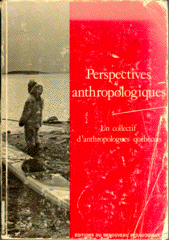 Perspectives
anthropologiques
Un collectif
d'anthropologues québécois
ÉDITIONS DU RENOUVEAU PÉDAGOGIQUE